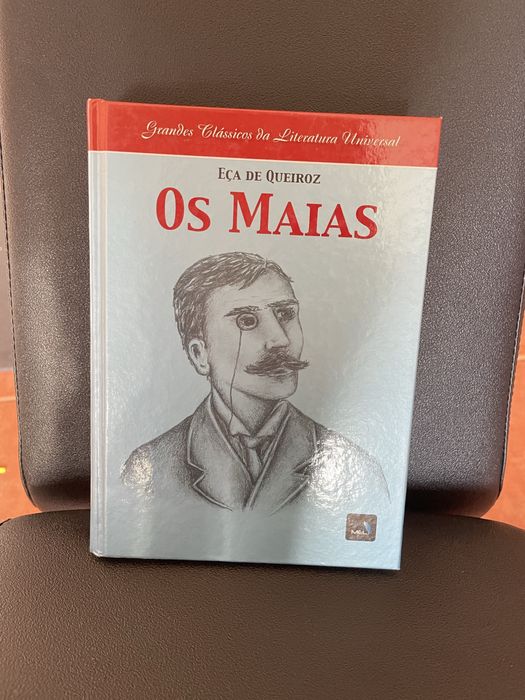 Grandes Clássicos da Literatura Universal
EÇA DE QUEIROZ
OS MAIAS